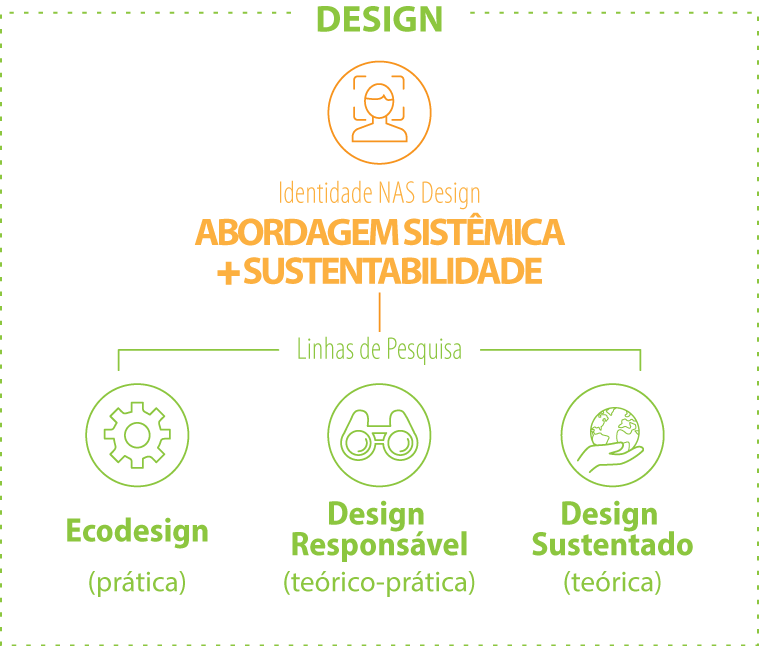 DESIGN
Identidade NAS Design
ABORDAGEM SISTÊMICA
+ SUSTENTABILIDADE
Linhas de Pesquisa
Ecodesign
(prática)
Design
Responsável
(teórico-prática)
Design
Sustentado
(teórica)